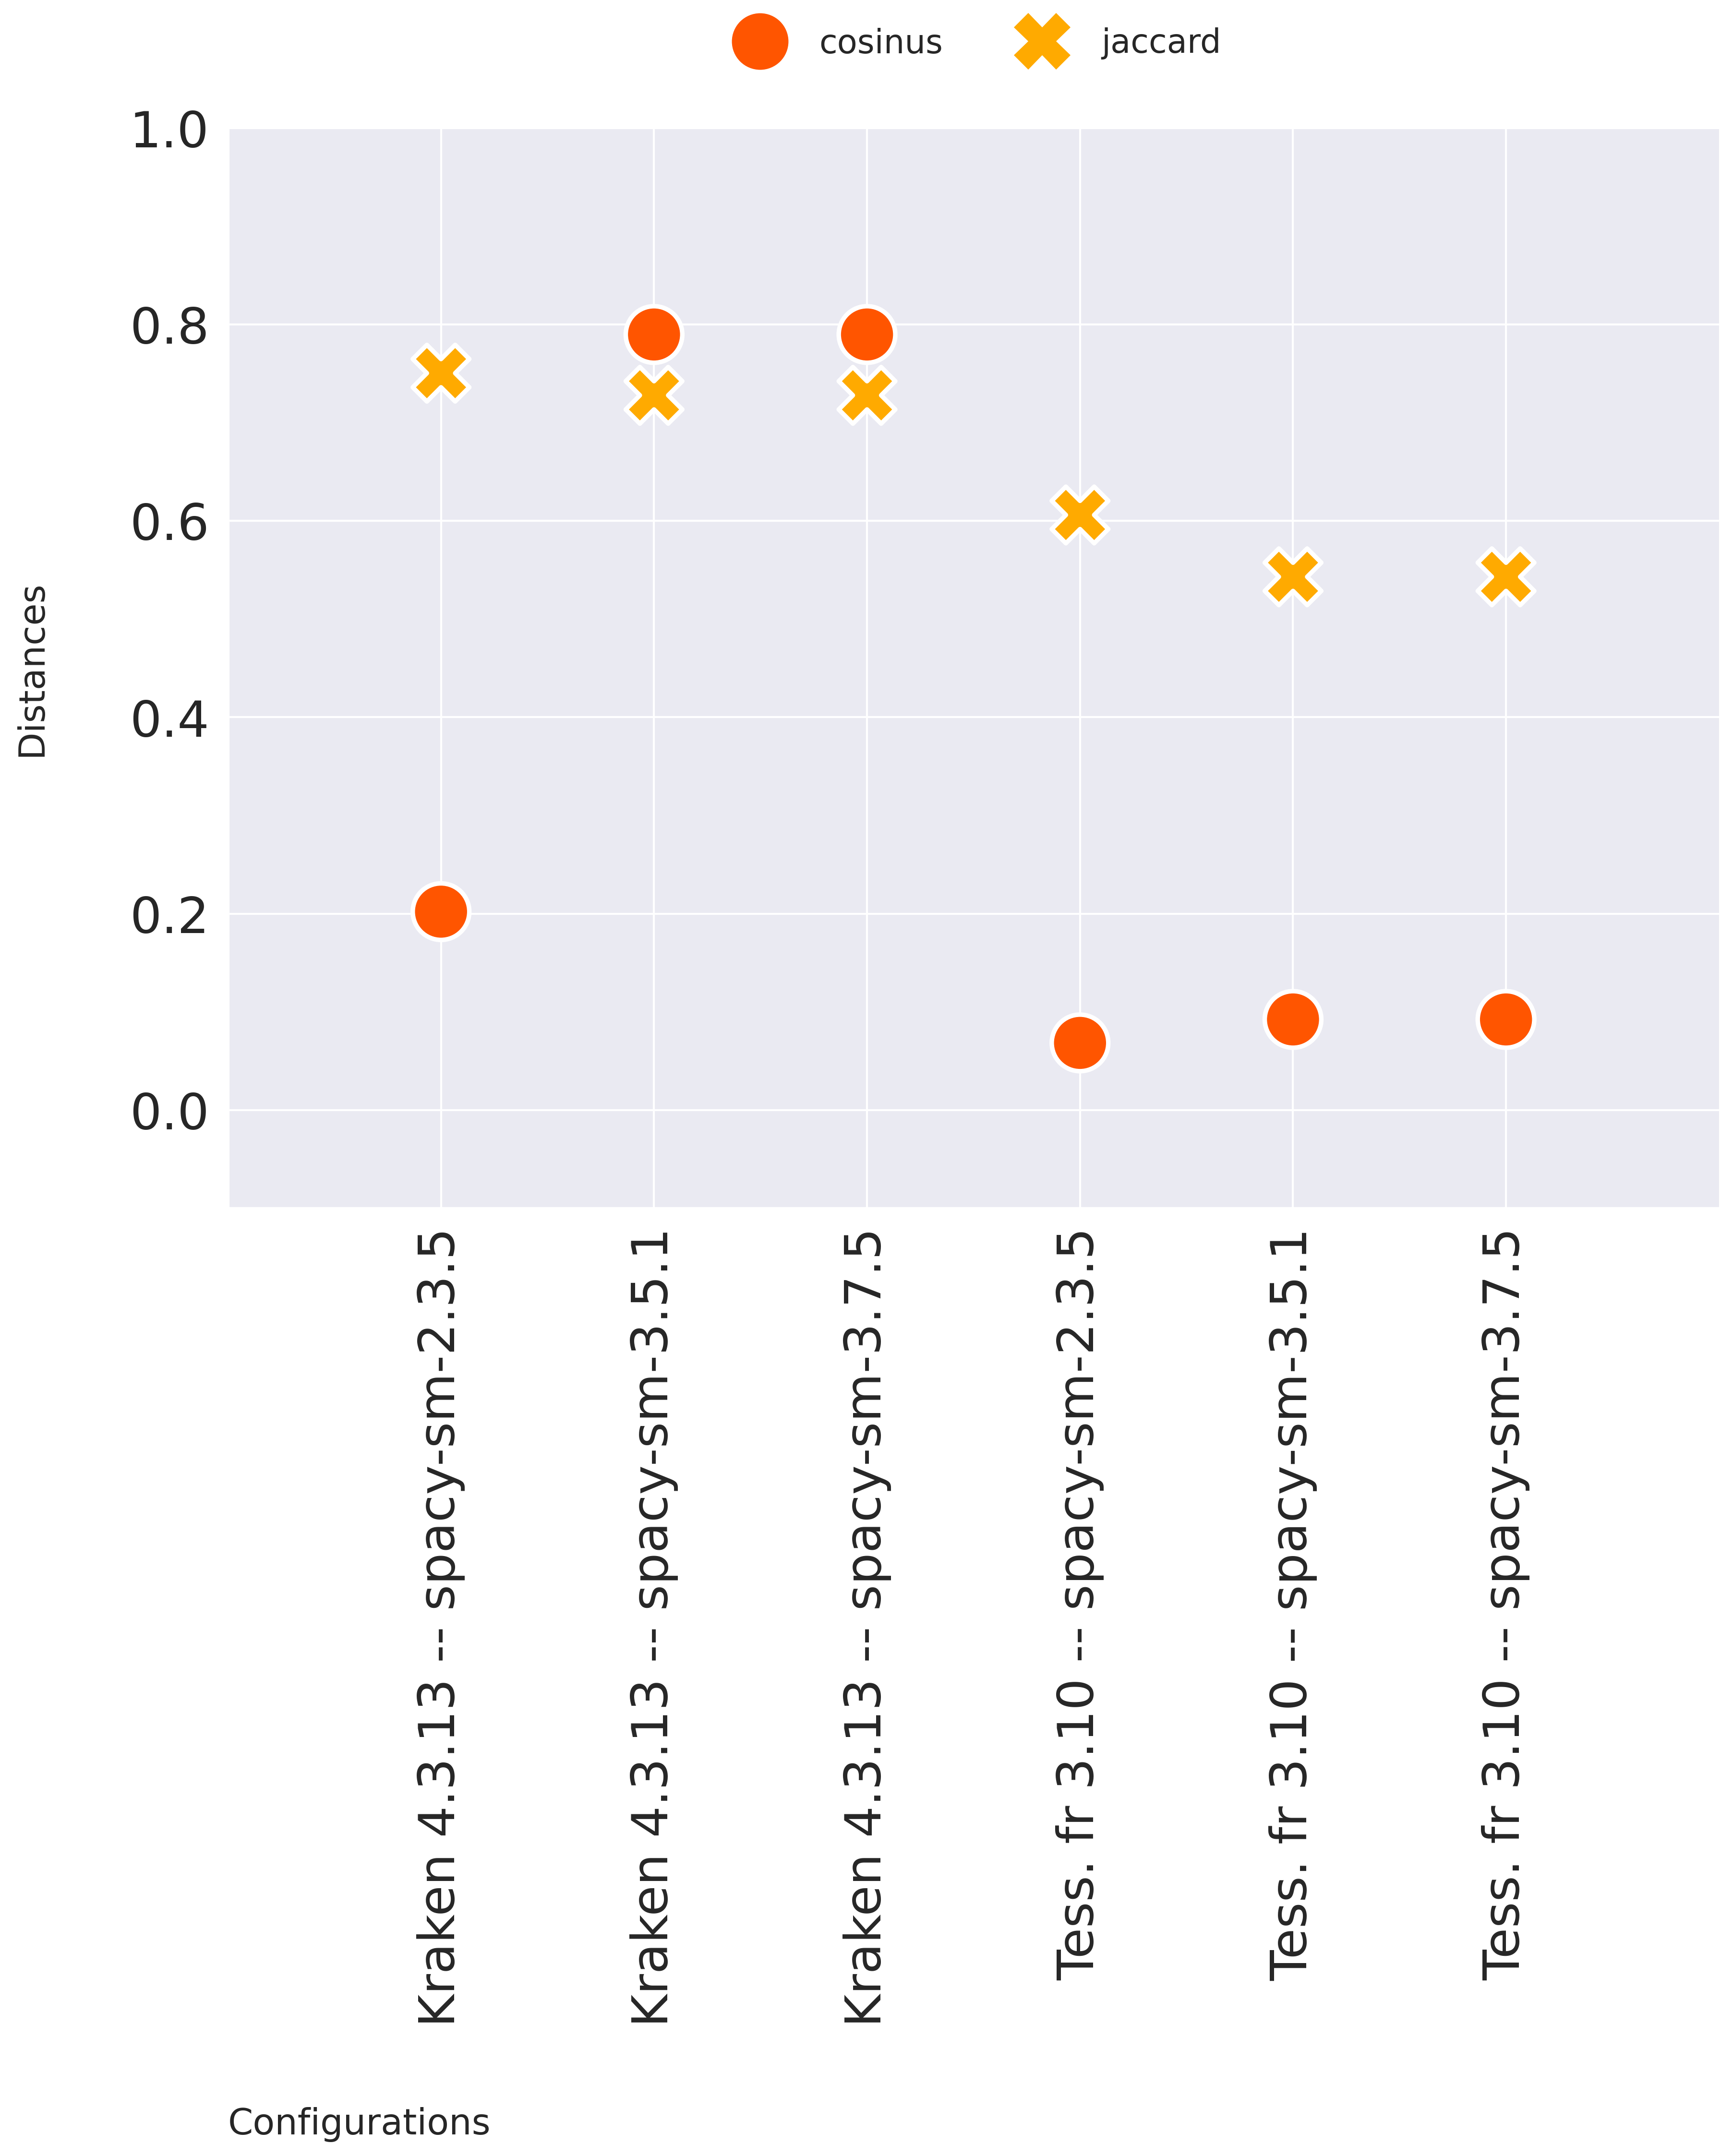 cosinus jaccard
1.0
0.8
0.6
0.4
0.2
0.0
Distances
Kraken 4.3.13 -- spacy-sm-2.3.5
Kraken 4.3.13 -- spacy-sm-3.5.1
Kraken 4.3.13 -- spacy-sm-3.7.5
Tess. fr 3.10 -- spacy-sm-2.3.5
Tess. fr 3.10 -- spacy-sm-3.5.1
Tess. fr 3.10 -- spacy-sm-3.7.5
Configurations